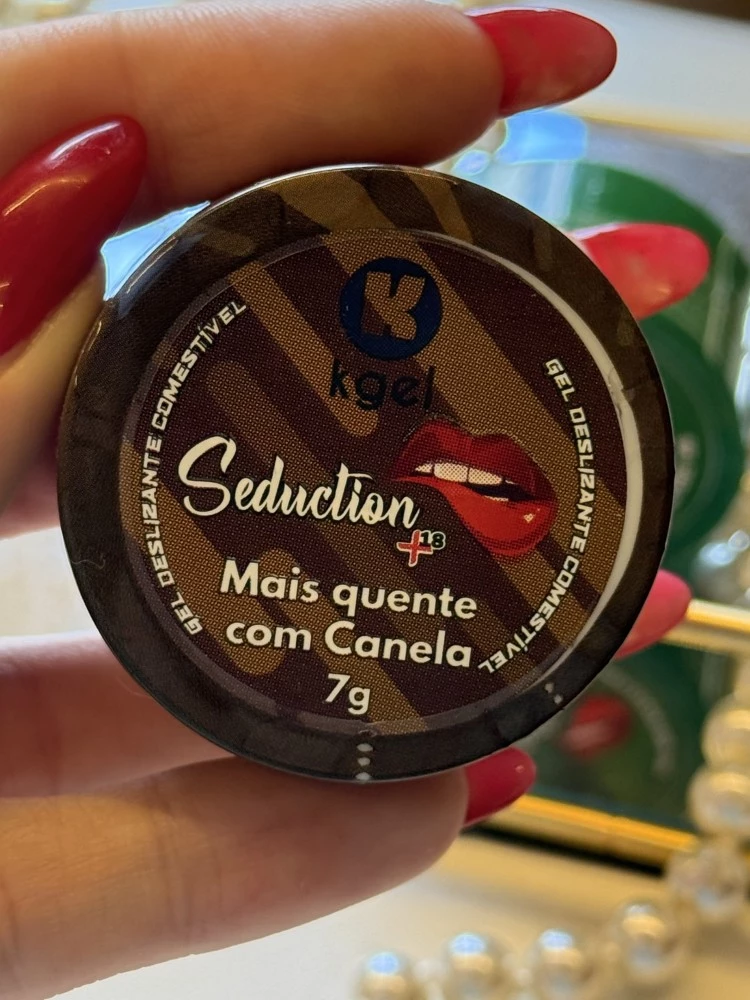 K
kgel
GEL DESLIZANTE COMESTÍVEL
GEL DESLIZANTE COMESTÍVEL
Seduction
+18
Mais quente
com Canela
7g